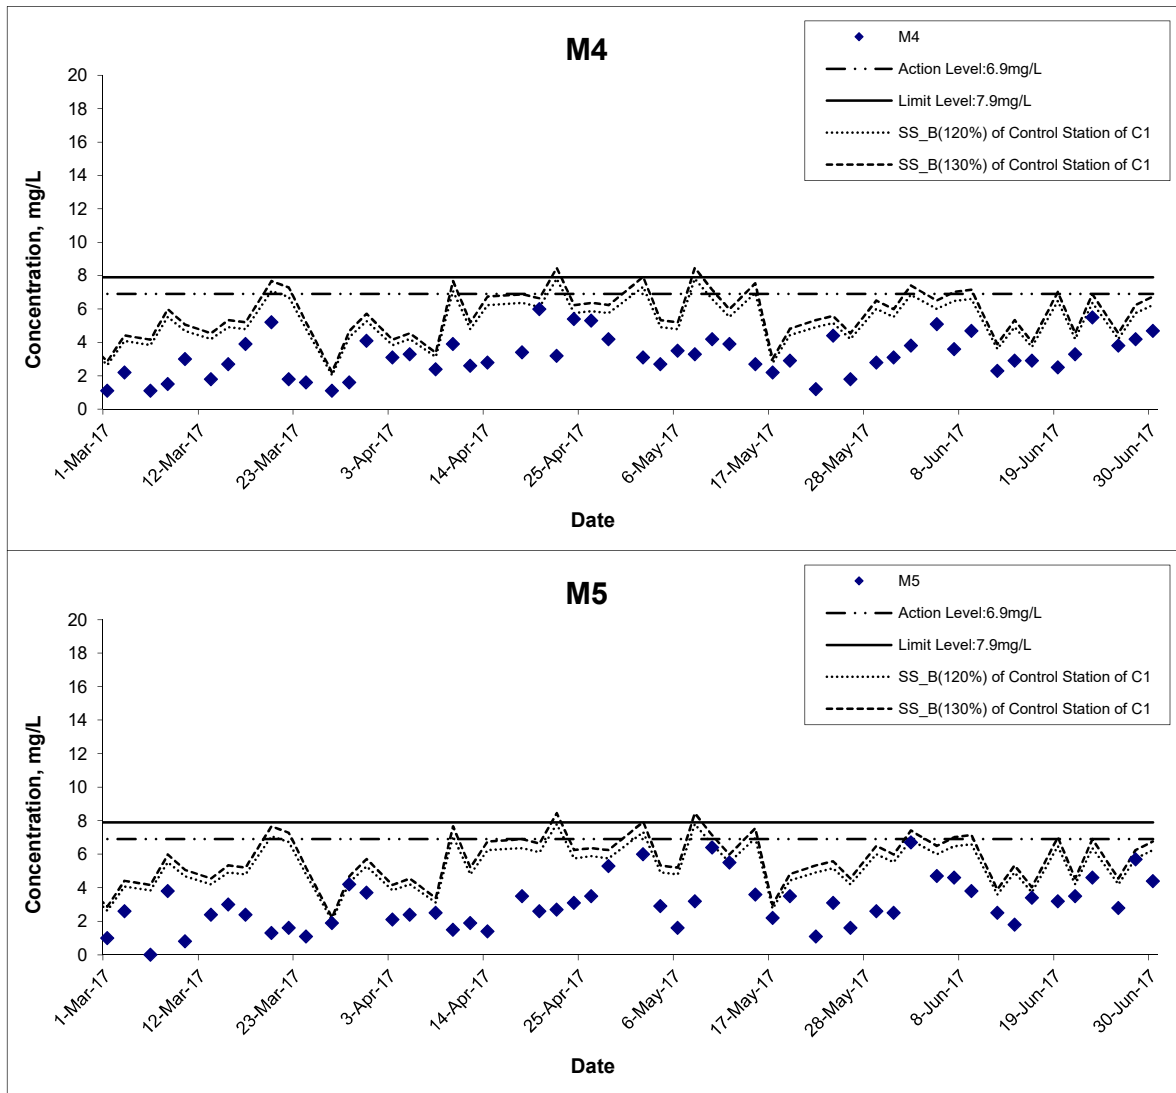 M4
M4
Action Level:6.9mg/L
Limit Level:7.9mg/L
SS_B(120%) of Control Station of C1
SS_B(130%) of Control Station of C1
Concentration, mg/L
20
18
16
14
12
10
8
6
4
2
0
1-Mar-17
12-Mar-17
23-Mar-17
3-Apr-17
14-Apr-17
25-Apr-17
6-May-17
17-May-17
28-May-17
8-Jun-17
19-Jun-17
30-Jun-17
Date
M5
M5
Action Level:6.9mg/L
Limit Level:7.9mg/L
SS_B(120%) of Control Station of C1
SS_B(130%) of Control Station of C1
Concentration, mg/L
20
18
16
14
12
10
8
6
4
2
0
1-Mar-17
12-Mar-17
23-Mar-17
3-Apr-17
14-Apr-17
25-Apr-17
6-May-17
17-May-17
28-May-17
8-Jun-17
19-Jun-17
30-Jun-17
Date